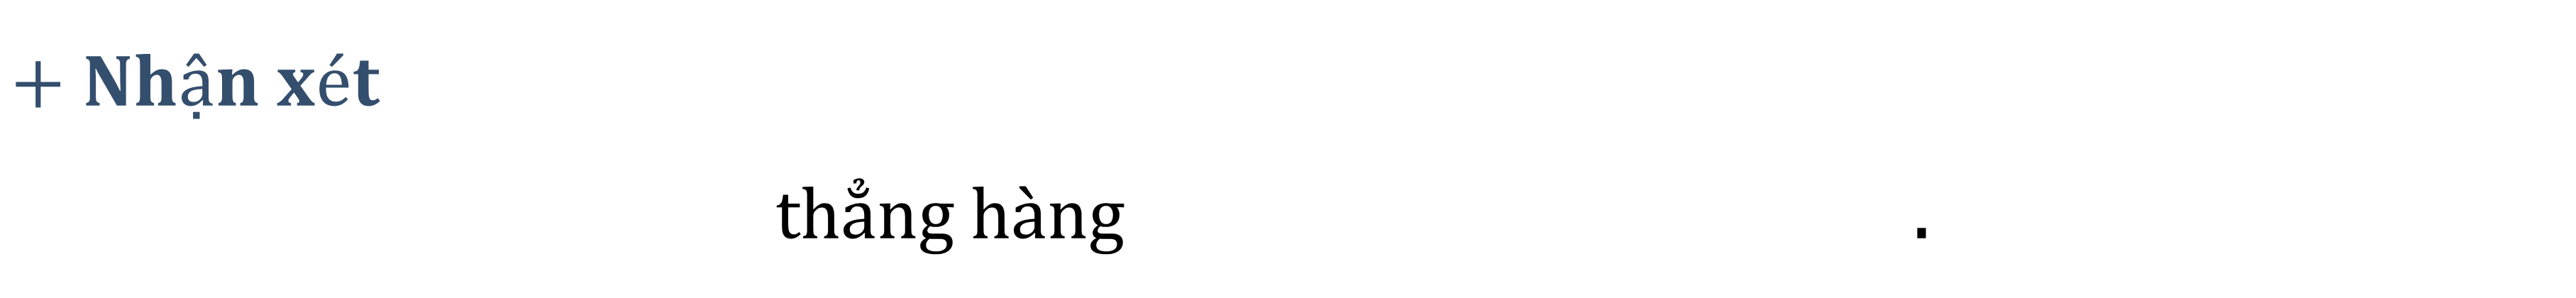 + Nhận xét
thẳng hàng .